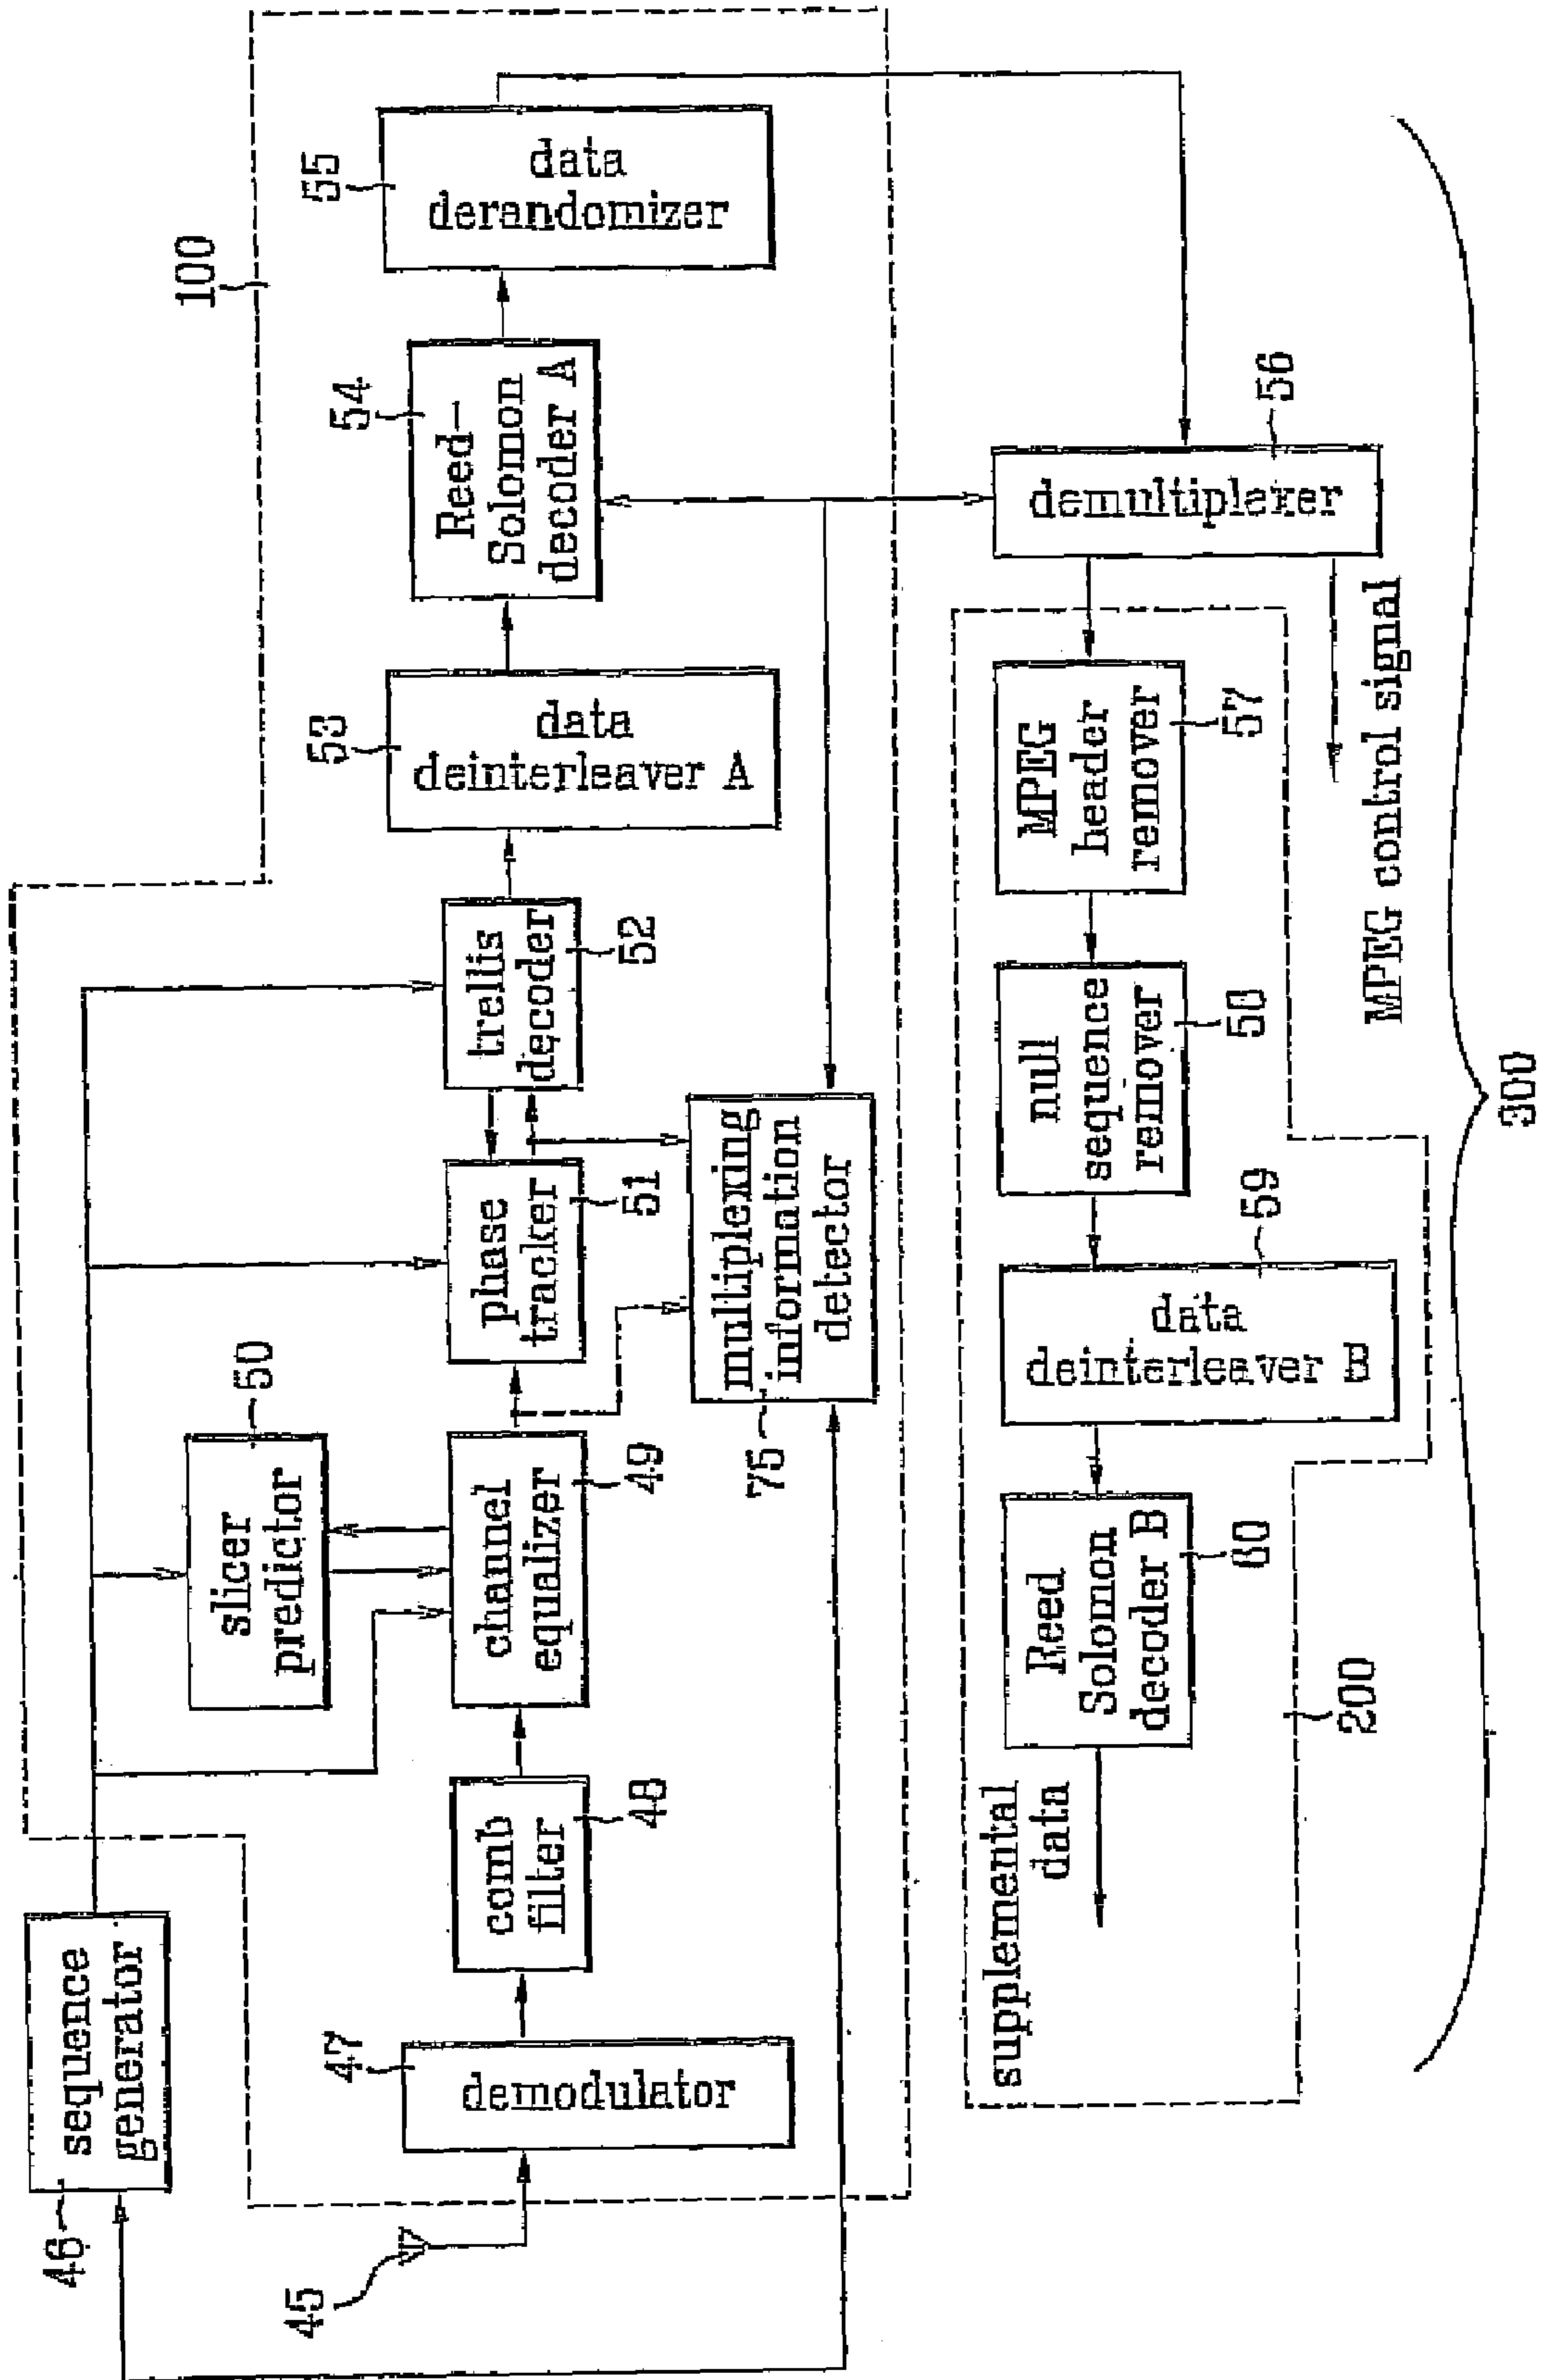 46
sequence
generator
100
slicer
predictor
50
45
47
demodulator
comb
filter
48
channel
equalizer
49
phase
tracker
51
trellis
decoder
52
53
data
deinterleaver A
54
Reed-
Solomon
decoder A
55
data
derandomizer
75
multiplexing
information
detector
supplemental
data
Reed
Solomon
decoder B
60
data
deinterleaver B
59
null
sequence
remover
58
MPEG
header
remover
57
demultiplexer
56
200
MPEG control signal
300